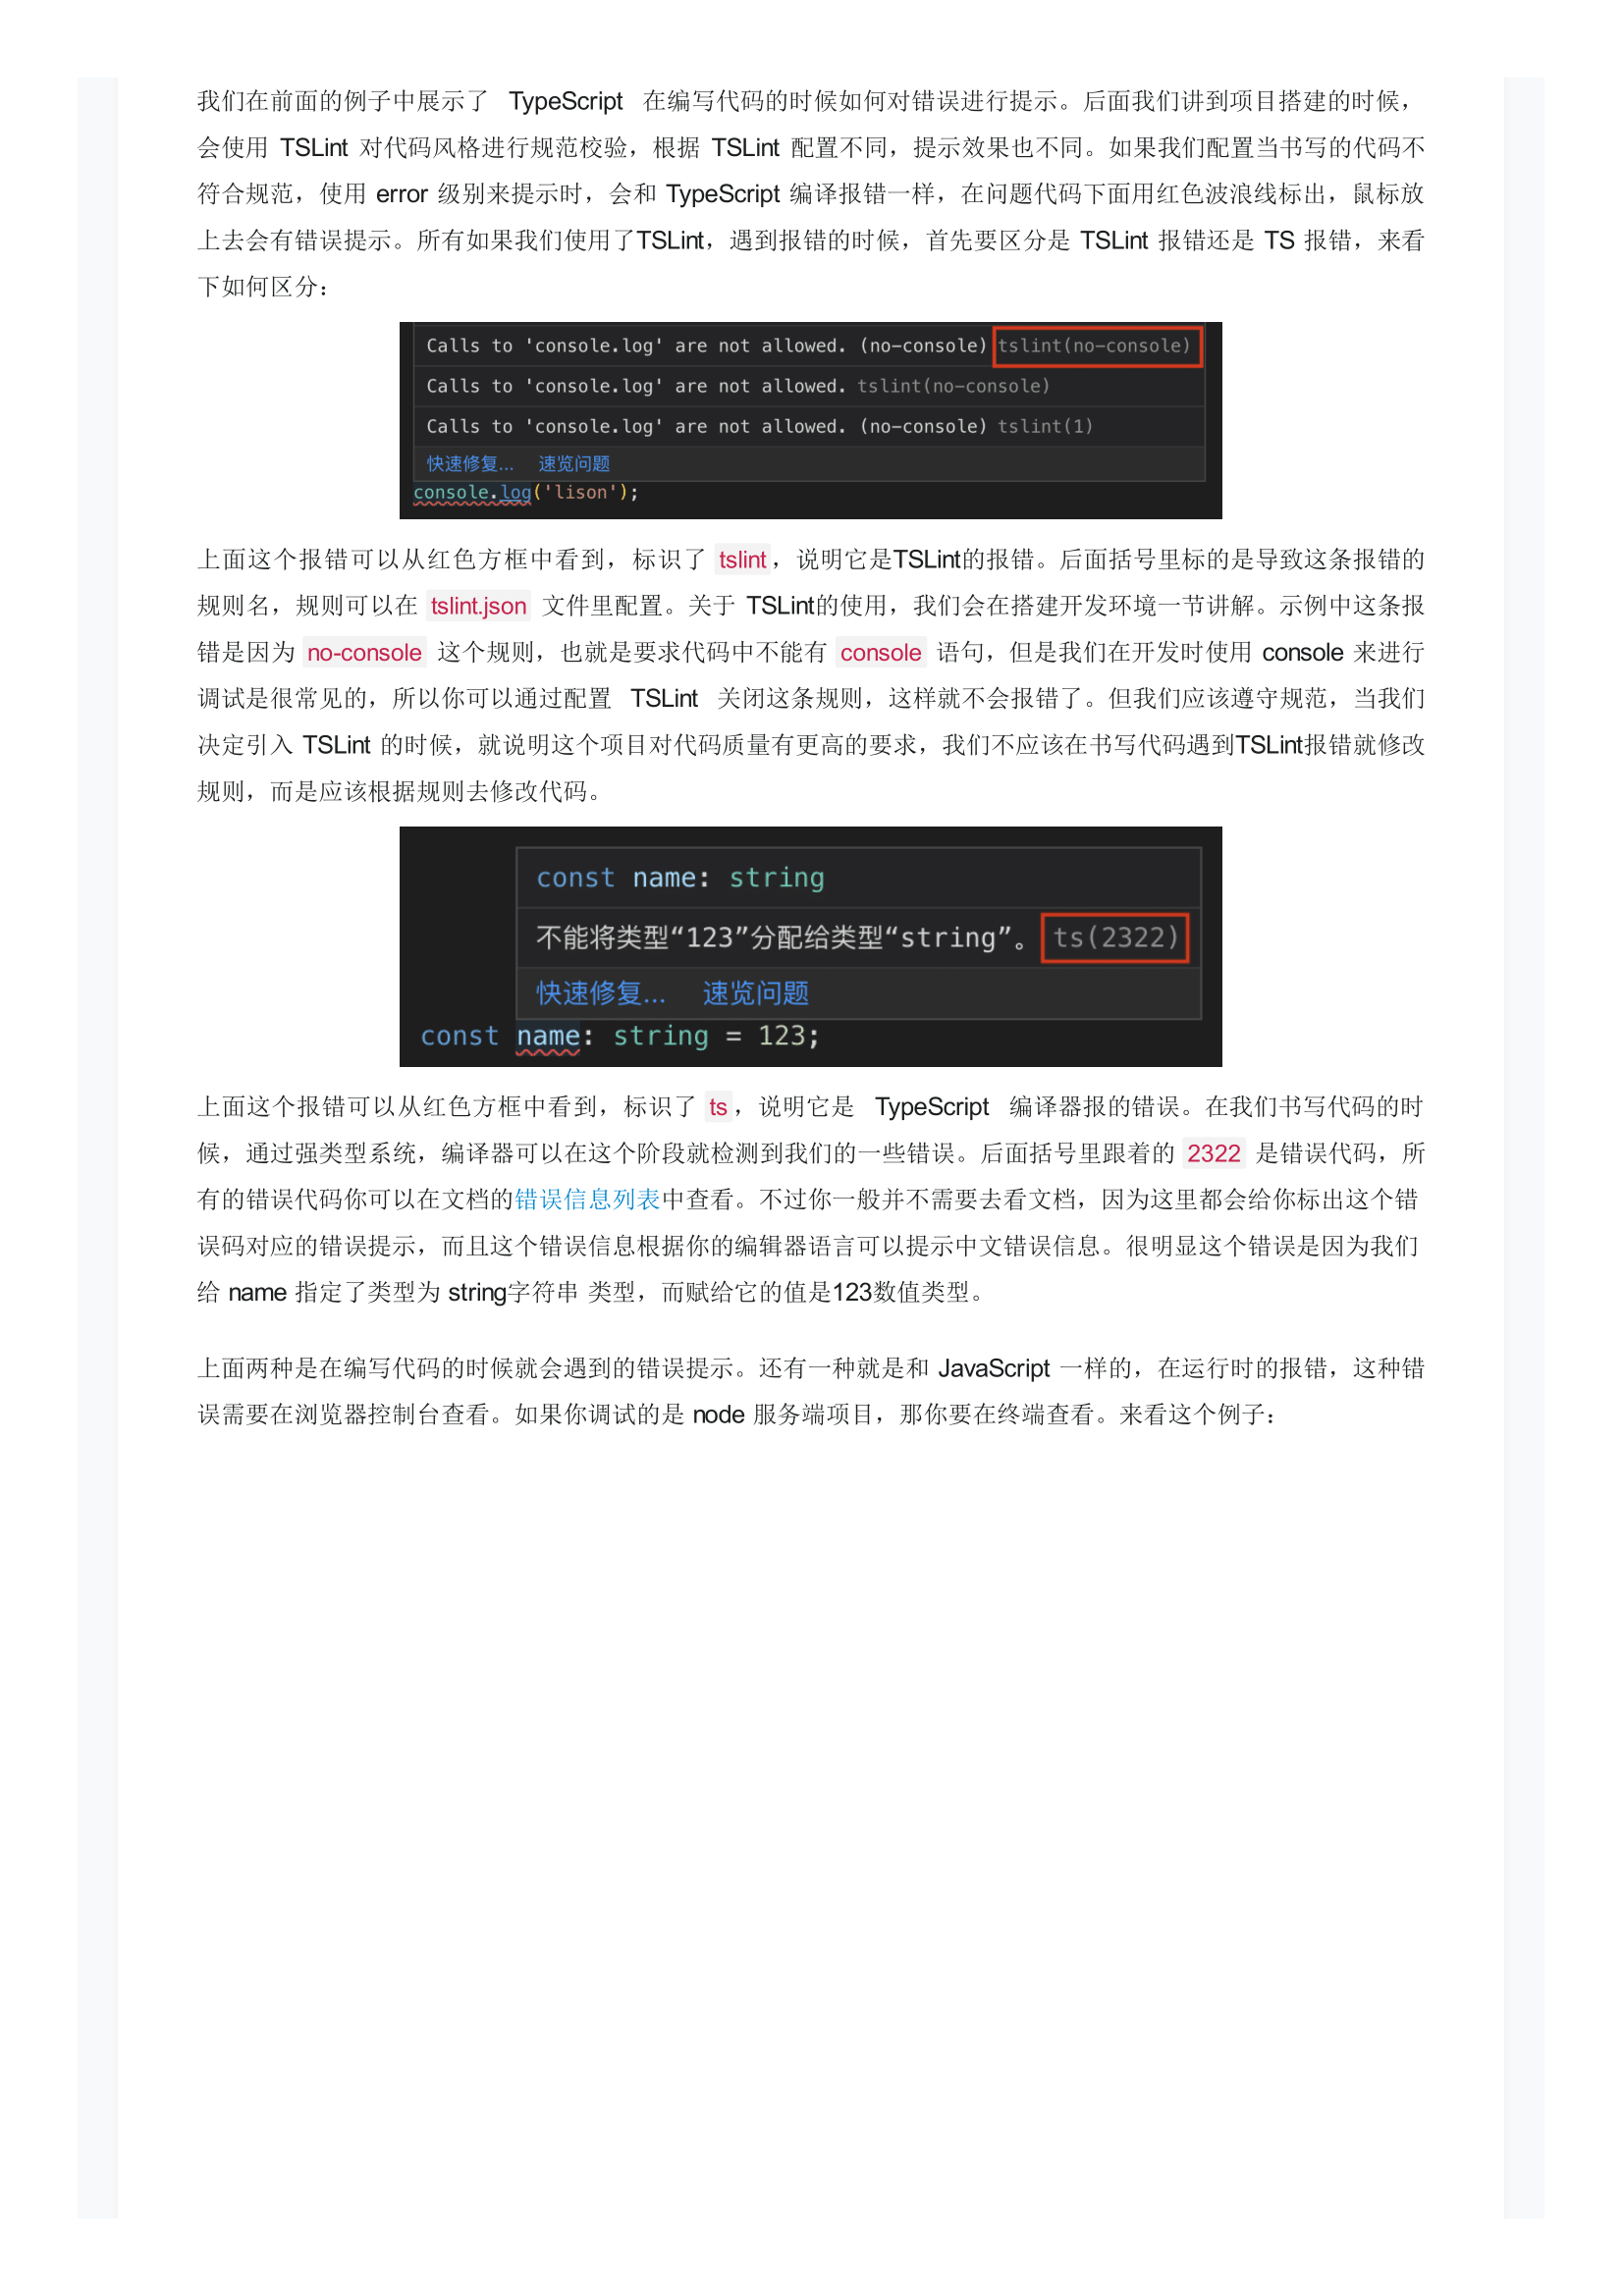 我们在前面的例子中展示了 TypeScript 在编写代码的时候如何对错误进行提示。后面我们讲到项目搭建的时候，
会使用 TSLint 对代码风格进行规范校验，根据 TSLint 配置不同，提示效果也不同。如果我们配置当书写的代码不
符合规范，使用 error 级别来提示时，会和 TypeScript 编译报错一样，在问题代码下面用红色波浪线标出，鼠标放
上去会有错误提示。所有如果我们使用了TSLint，遇到报错的时候，首先要区分是 TSLint 报错还是 TS 报错，来看
下如何区分：
Calls to 'console.log' are not allowed. (no-console) tslint(no-console)
Calls to 'console.log' are not allowed. tslint(no-console)
Calls to 'console.log' are not allowed. (no-console) tslint(1)
快速修复... 速览问题
console.log('lison');
上面这个报错可以从红色方框中看到，标识了 tslint，说明它是TSLint的报错。后面括号里标的是导致这条报错的
规则名，规则可以在 tslint.json 文件里配置。关于 TSLint的使用，我们会在搭建开发环境一节讲解。示例中这条报
错是因为 no-console 这个规则，也就是要求代码中不能有 console 语句，但是我们在开发时使用 console 来进行
调试是很常见的，所以你可以通过配置 TSLint 关闭这条规则，这样就不会报错了。但我们应该遵守规范，当我们
决定引入 TSLint 的时候，就说明这个项目对代码质量有更高的要求，我们不应该在书写代码遇到TSLint报错就修改
规则，而是应该根据规则去修改代码。
const name: string
不能将类型“123”分配给类型“string”。 ts(2322)
快速修复... 速览问题
const name: string = 123;
上面这个报错可以从红色方框中看到，标识了 ts，说明它是 TypeScript 编译器报的错误。在我们书写代码的时
候，通过强类型系统，编译器可以在这个阶段就检测到我们的一些错误。后面括号里跟着的 2322 是错误代码，所
有的错误代码你可以在文档的错误信息列表中查看。不过你一般并不需要去看文档，因为这里都会给你标出这个错
误码对应的错误提示，而且这个错误信息根据你的编辑器语言可以提示中文错误信息。很明显这个错误是因为我们
给 name 指定了类型为 string字符串 类型，而赋给它的值是123数值类型。
上面两种是在编写代码的时候就会遇到的错误提示。还有一种就是和 JavaScript 一样的，在运行时的报错，这种错
误需要在浏览器控制台查看。如果你调试的是 node 服务端项目，那你要在终端查看。来看这个例子：